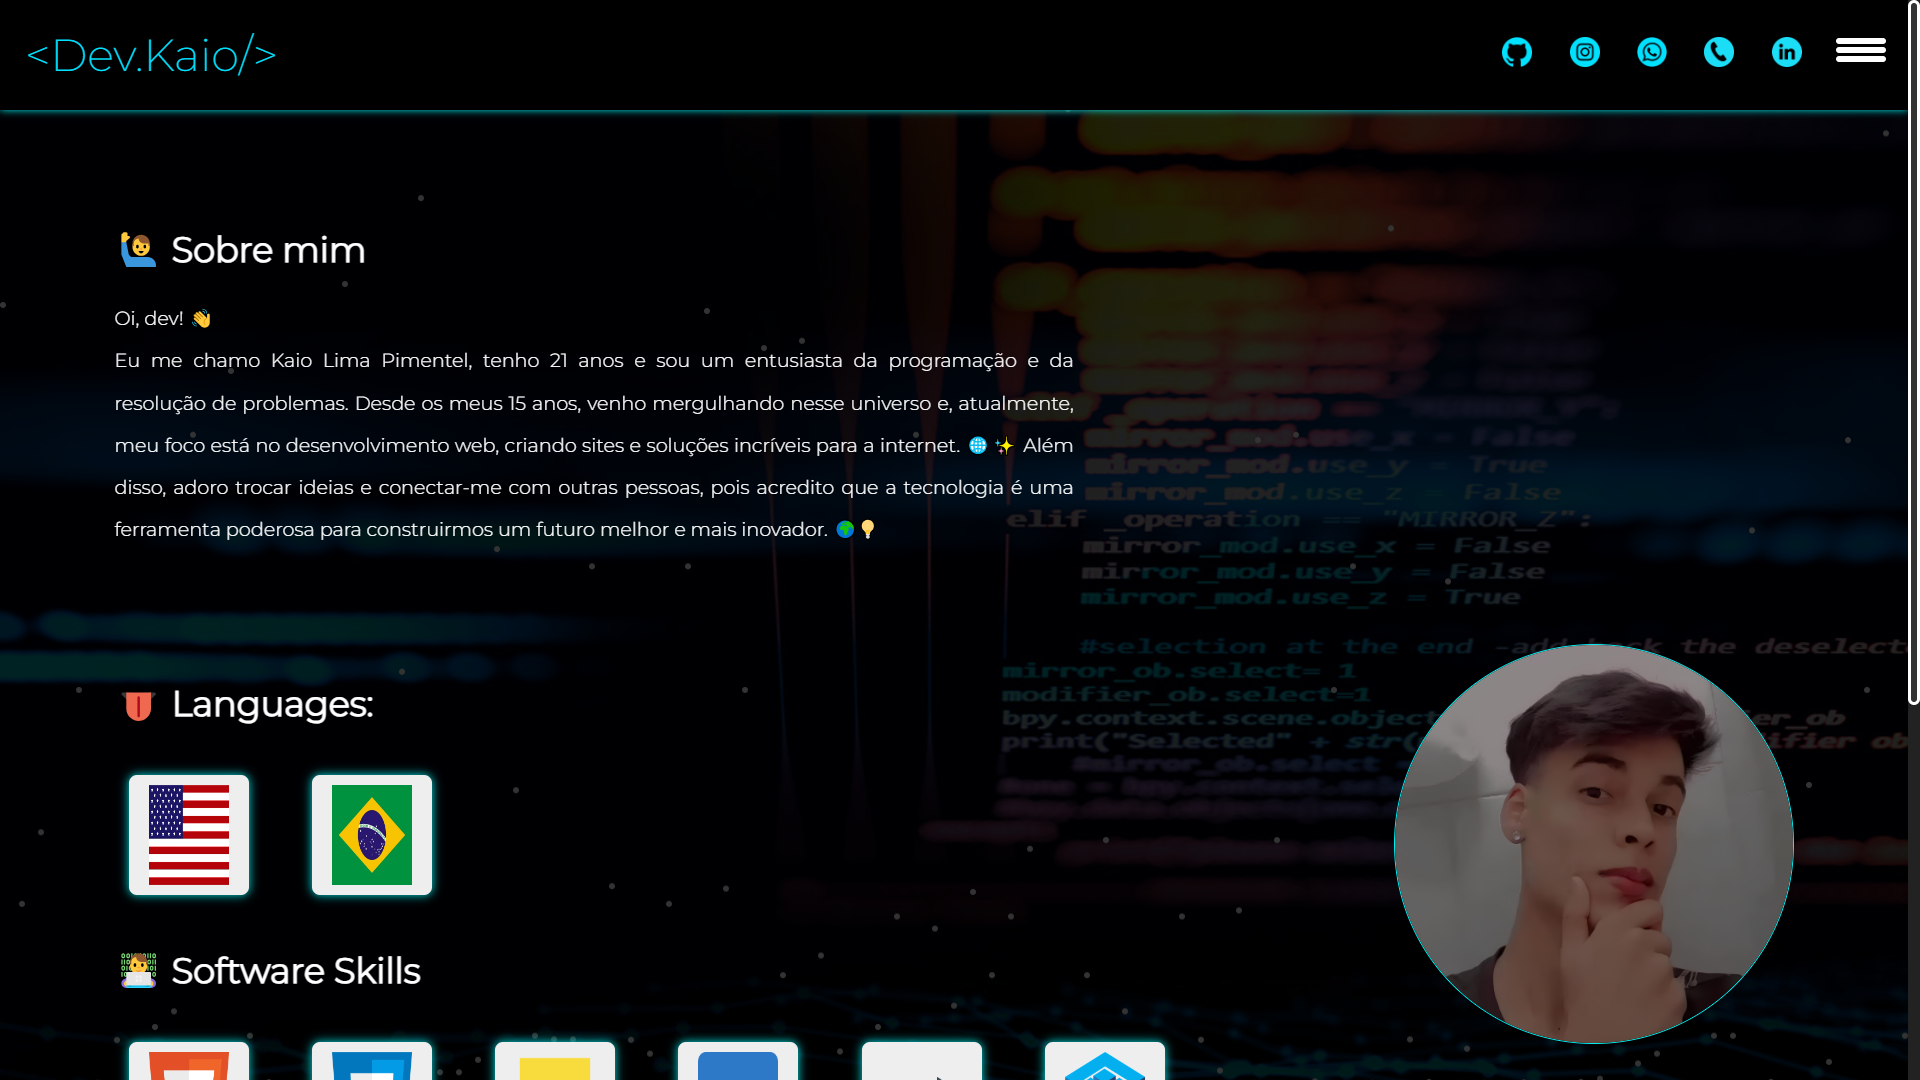 <Dev.Kaio/>
Sobre mim
Oi, dev! 👋
Eu me chamo Kaio Lima Pimentel, tenho 21 anos e sou um entusiasta da programação e da
resolução de problemas. Desde os meus 15 anos, venho mergulhando nesse universo e, atualmente,
meu foco está no desenvolvimento web, criando sites e soluções incríveis para a internet. 🌐 ✨ Além
disso, adoro trocar ideias e conectar-me com outras pessoas, pois acredito que a tecnologia é uma
ferramenta poderosa para construirmos um futuro melhor e mais inovador. 🌍💡
mirror_mod.use_x = False
mirror_mod.use_y = True
mirror_mod.use_z = False
elif _operation == "MIRROR_Z":
mirror_mod.use_x = False
mirror_mod.use_y = False
mirror_mod.use_z = True
#selection at the end -add back the deselect
mirror_ob.select= 1
modifier_ob.select=1
bpy.context.scene.object
print("Selected" + str(
#mirror_ob.select
Languages:
Software Skills